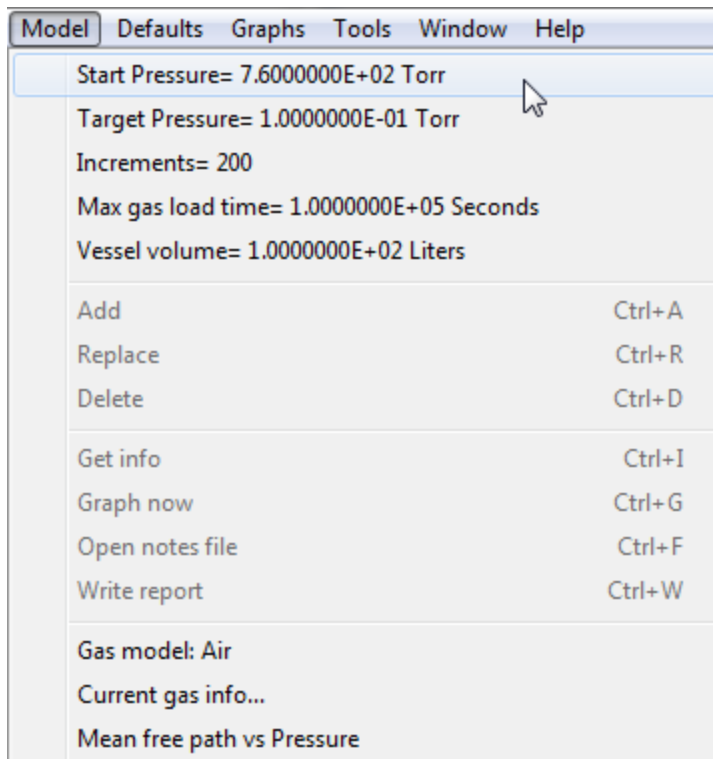 Model Defaults Graphs Tools Window Help
Start Pressure= 7.6000000E+02 Torr
Target Pressure= 1.0000000E-01 Torr
Increments= 200
Max gas load time= 1.0000000E+05 Seconds
Vessel volume= 1.0000000E+02 Liters
Add Ctrl+A
Replace Ctrl+R
Delete Ctrl+D
Get info Ctrl+I
Graph now Ctrl+G
Open notes file Ctrl+F
Write report Ctrl+W
Gas model: Air
Current gas info...
Mean free path vs Pressure